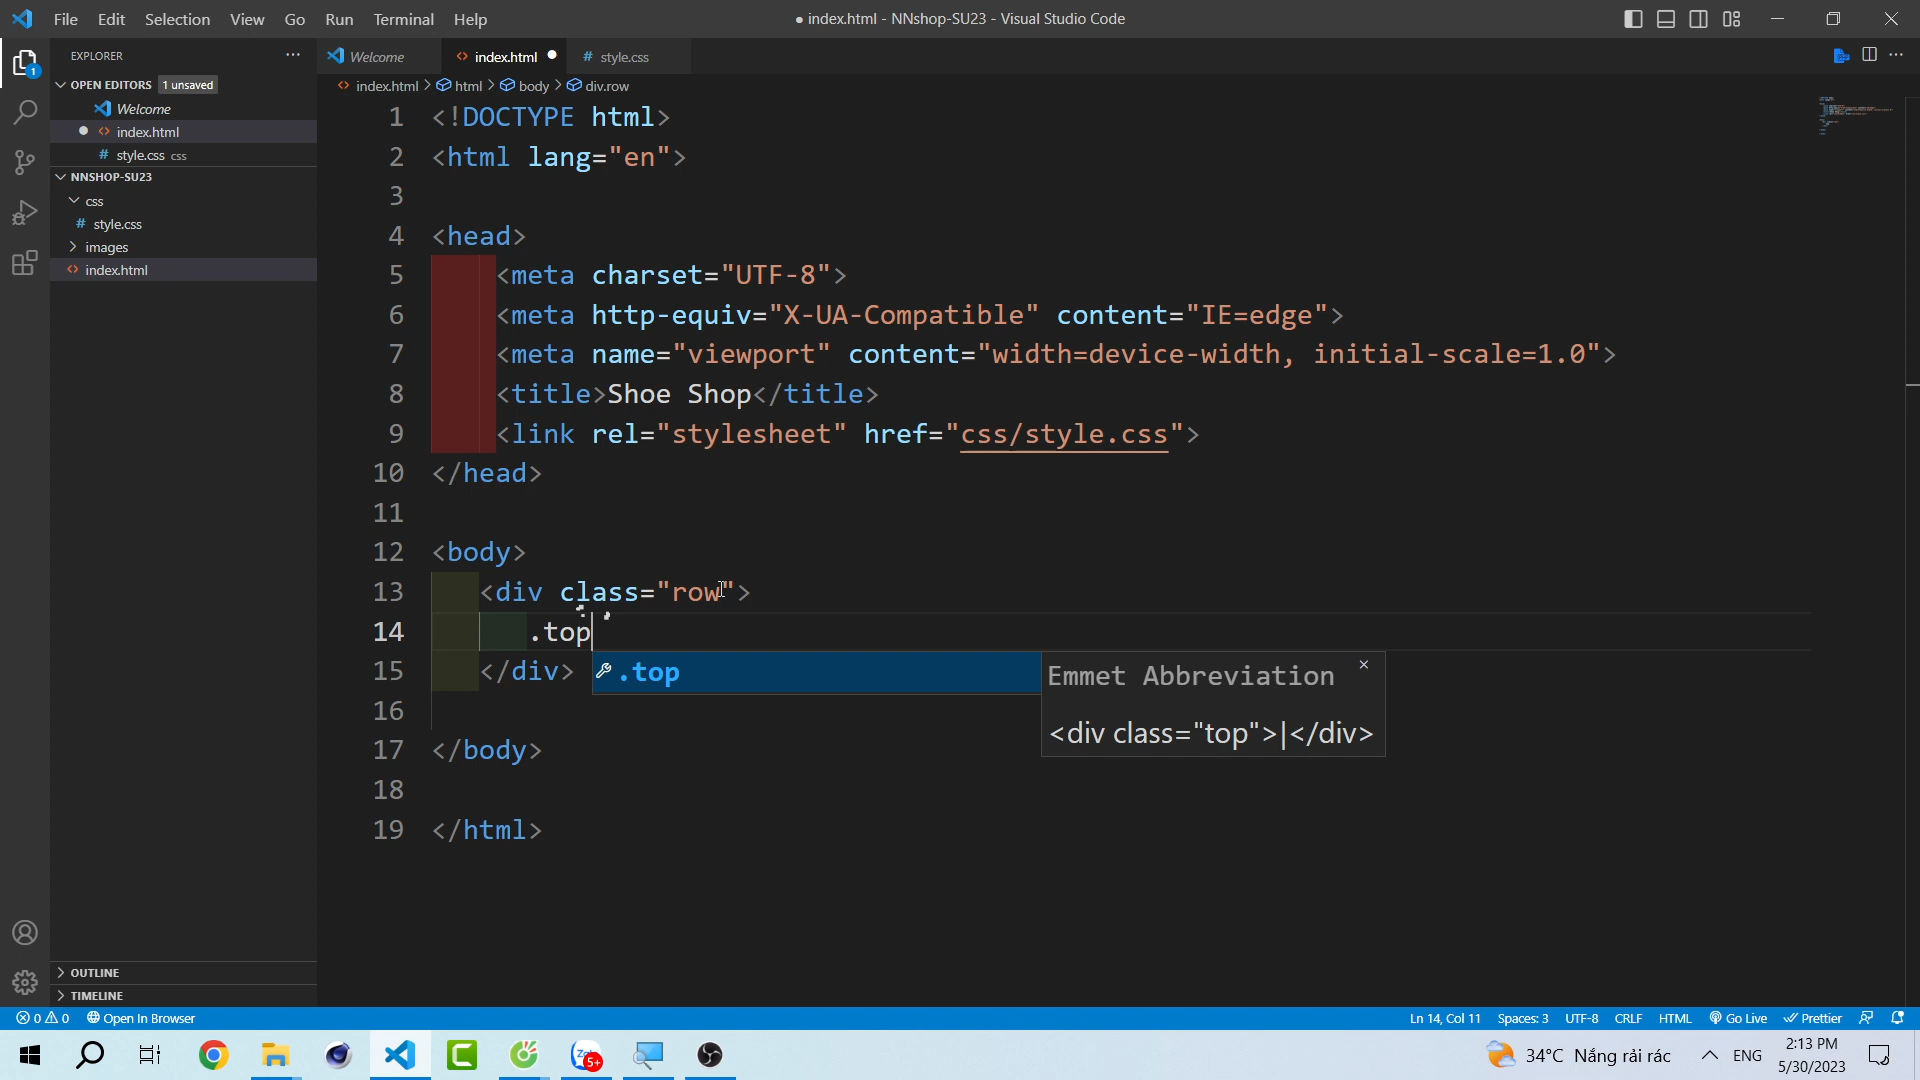 File Edit Selection View Go Run Terminal Help
● index.html - NNshop-SU23 - Visual Studio Code
EXPLORER
OPEN EDITORS 1 unsaved
Welcome
index.html
style.css css
NNSHOP-SU23
css
style.css
images
index.html
OUTLINE
TIMELINE
Welcome index.html style.css
index.html > html > body > div.row
1 <!DOCTYPE html>
2 <html lang="en">
3
4 <head>
5 <meta charset="UTF-8">
6 <meta http-equiv="X-UA-Compatible" content="IE=edge">
7 <meta name="viewport" content="width=device-width, initial-scale=1.0">
8 <title>Shoe Shop</title>
9 <link rel="stylesheet" href="css/style.css">
10 </head>
11
12 <body>
13 <div class="row">
14 .top
15 </div>
16
17 </body>
18
19 </html>
.top
Emmet Abbreviation
<div class="top">|</div>
0 0 Open In Browser
Ln 14, Col 11 Spaces: 3 UTF-8 CRLF HTML Go Live Prettier
34°C Nắng rải rác ENG
2:13 PM
5/30/2023
1
5+